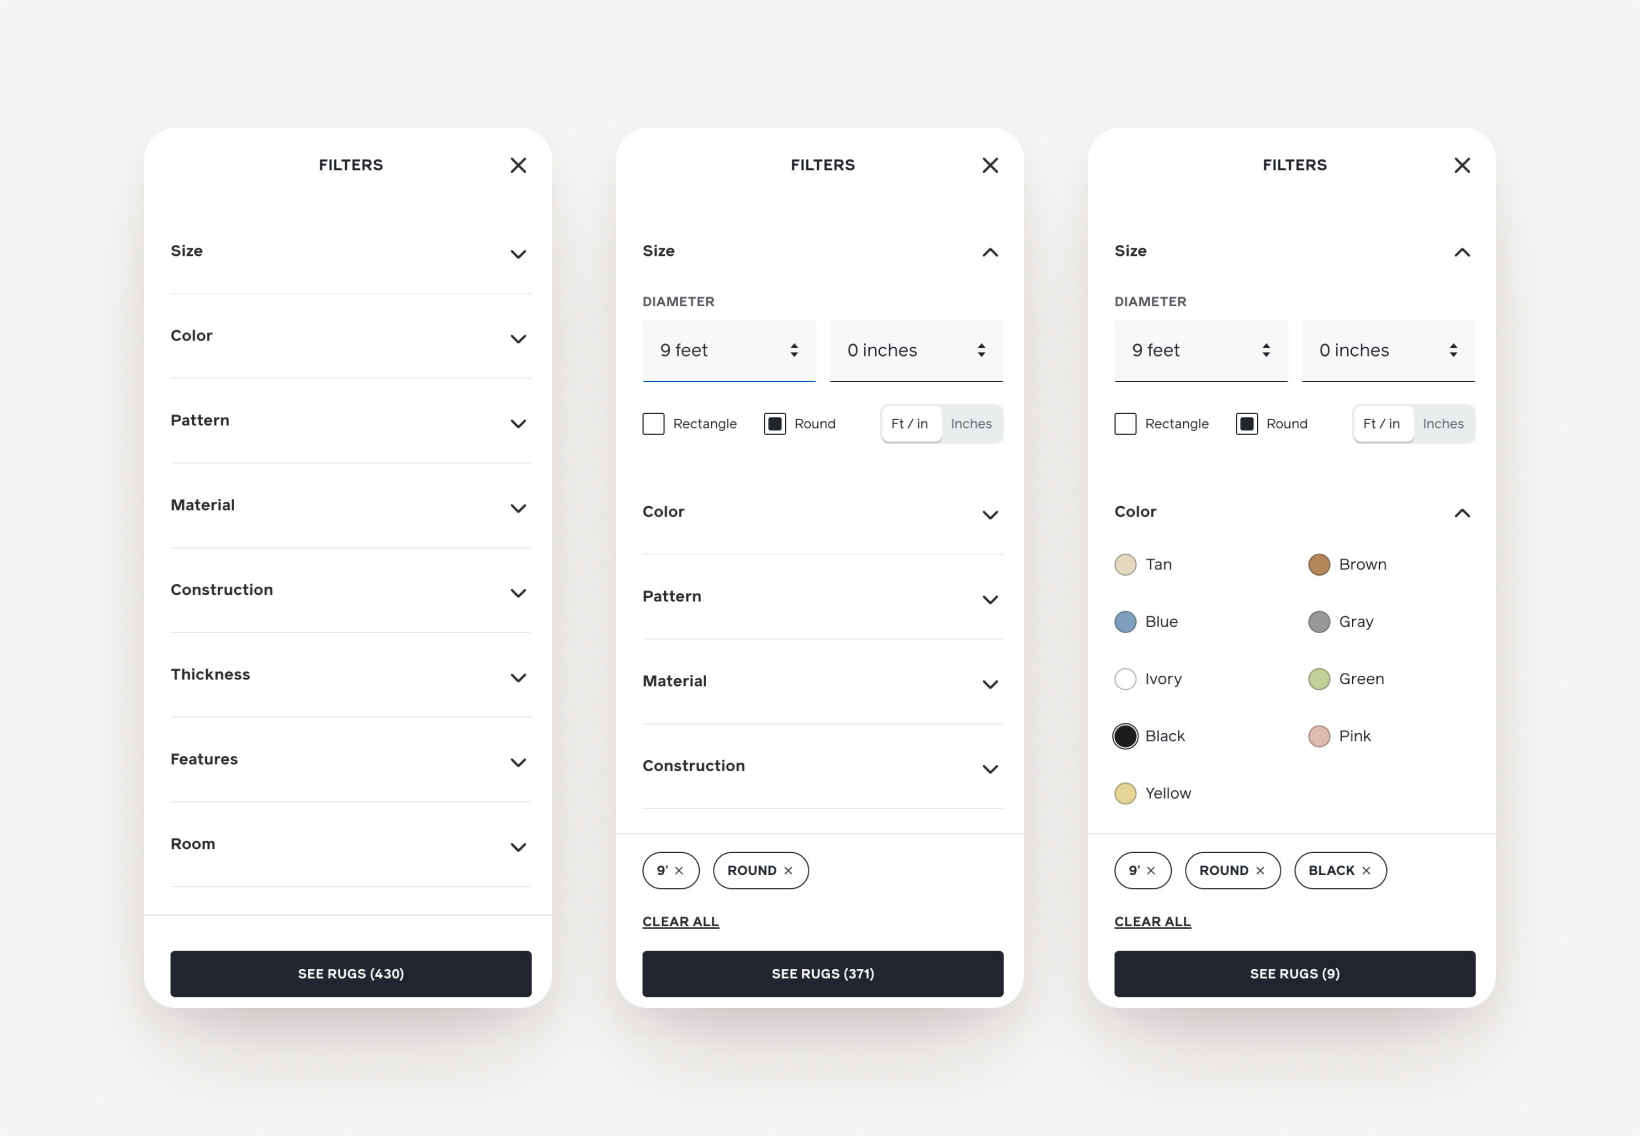 FILTERS
Size
Color
Pattern
Material
Construction
Thickness
Features
Room
SEE RUGS (430)
FILTERS
Size
DIAMETER
9 feet 0 inches
Rectangle Round Ft / in Inches
Color
Pattern
Material
Construction
9' × ROUND ×
CLEAR ALL
SEE RUGS (371)
FILTERS
Size
DIAMETER
9 feet 0 inches
Rectangle Round Ft / in Inches
Color
Tan Brown
Blue Gray
Ivory Green
Black Pink
Yellow
9' × ROUND × BLACK ×
CLEAR ALL
SEE RUGS (9)